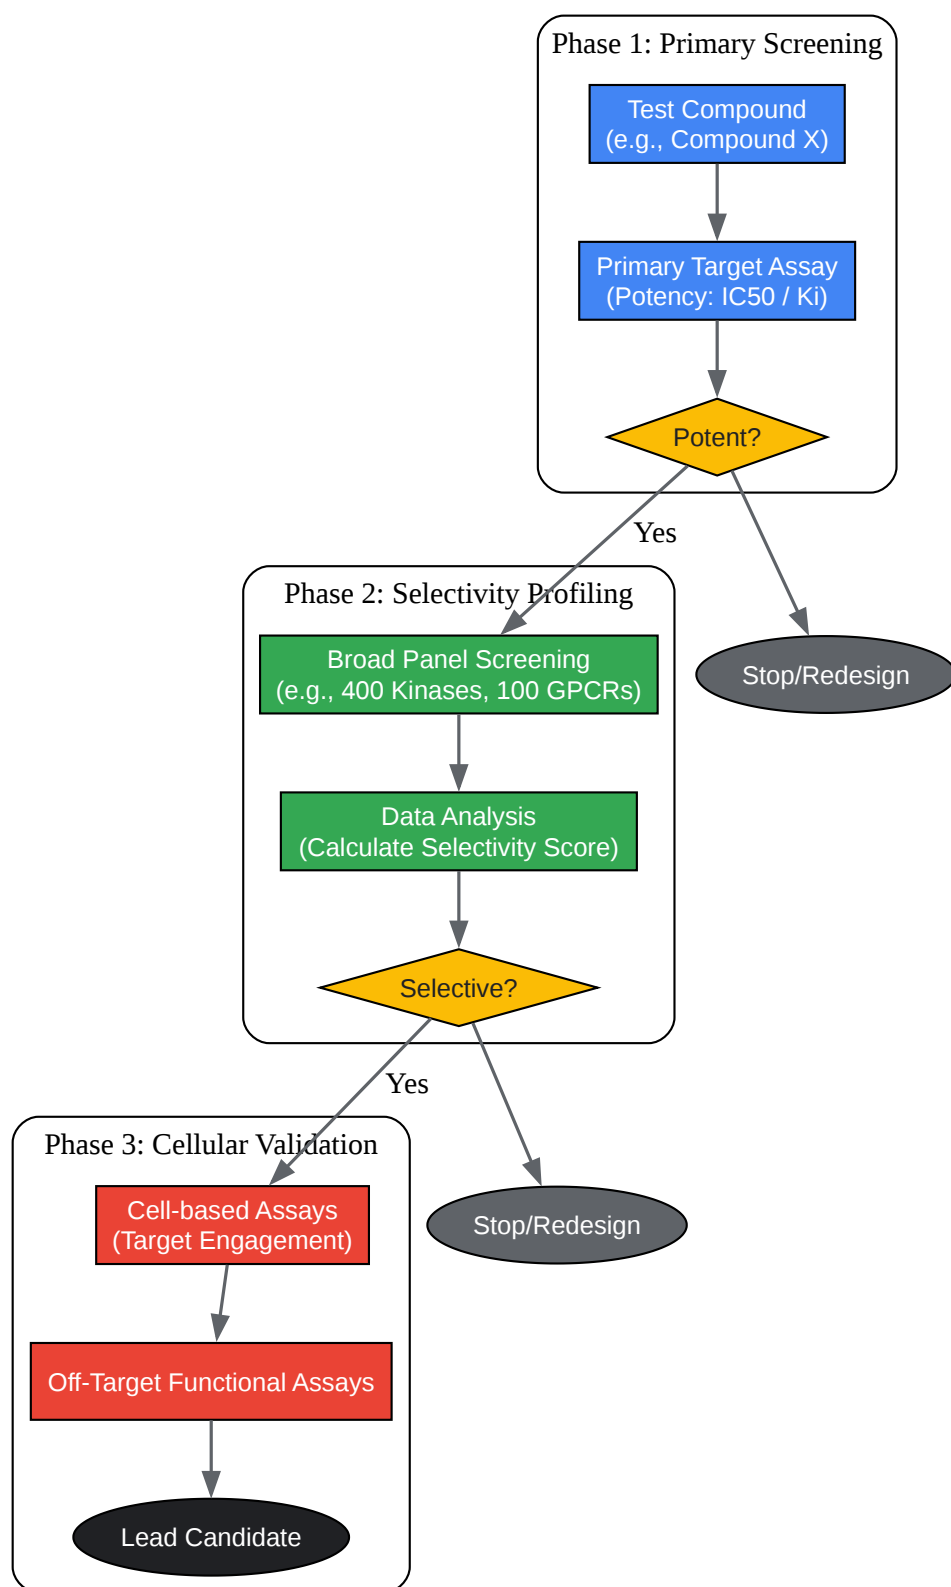 Phase 1: Primary Screening
Test Compound
(e.g., Compound X)
Primary Target Assay
(Potency: IC50 / Ki)
Potent?
Yes
Phase 2: Selectivity Profiling
Broad Panel Screening
(e.g., 400 Kinases, 100 GPCRs)
Stop/Redesign
Data Analysis
(Calculate Selectivity Score)
Selective?
Yes
Phase 3: Cellular Validation
Cell-based Assays
(Target Engagement)
Stop/Redesign
Off-Target Functional Assays
Lead Candidate